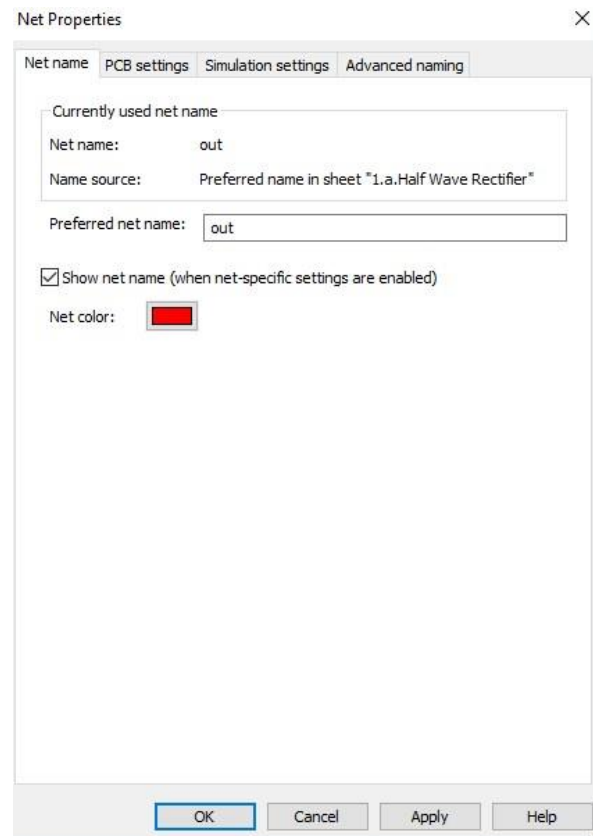 Net Properties
Net name PCB settings Simulation settings Advanced naming
Currently used net name
Net name: out
Name source: Preferred name in sheet "1.a.Half Wave Rectifier"
Preferred net name: out
Show net name (when net-specific settings are enabled)
Net color:
OK Cancel Apply Help